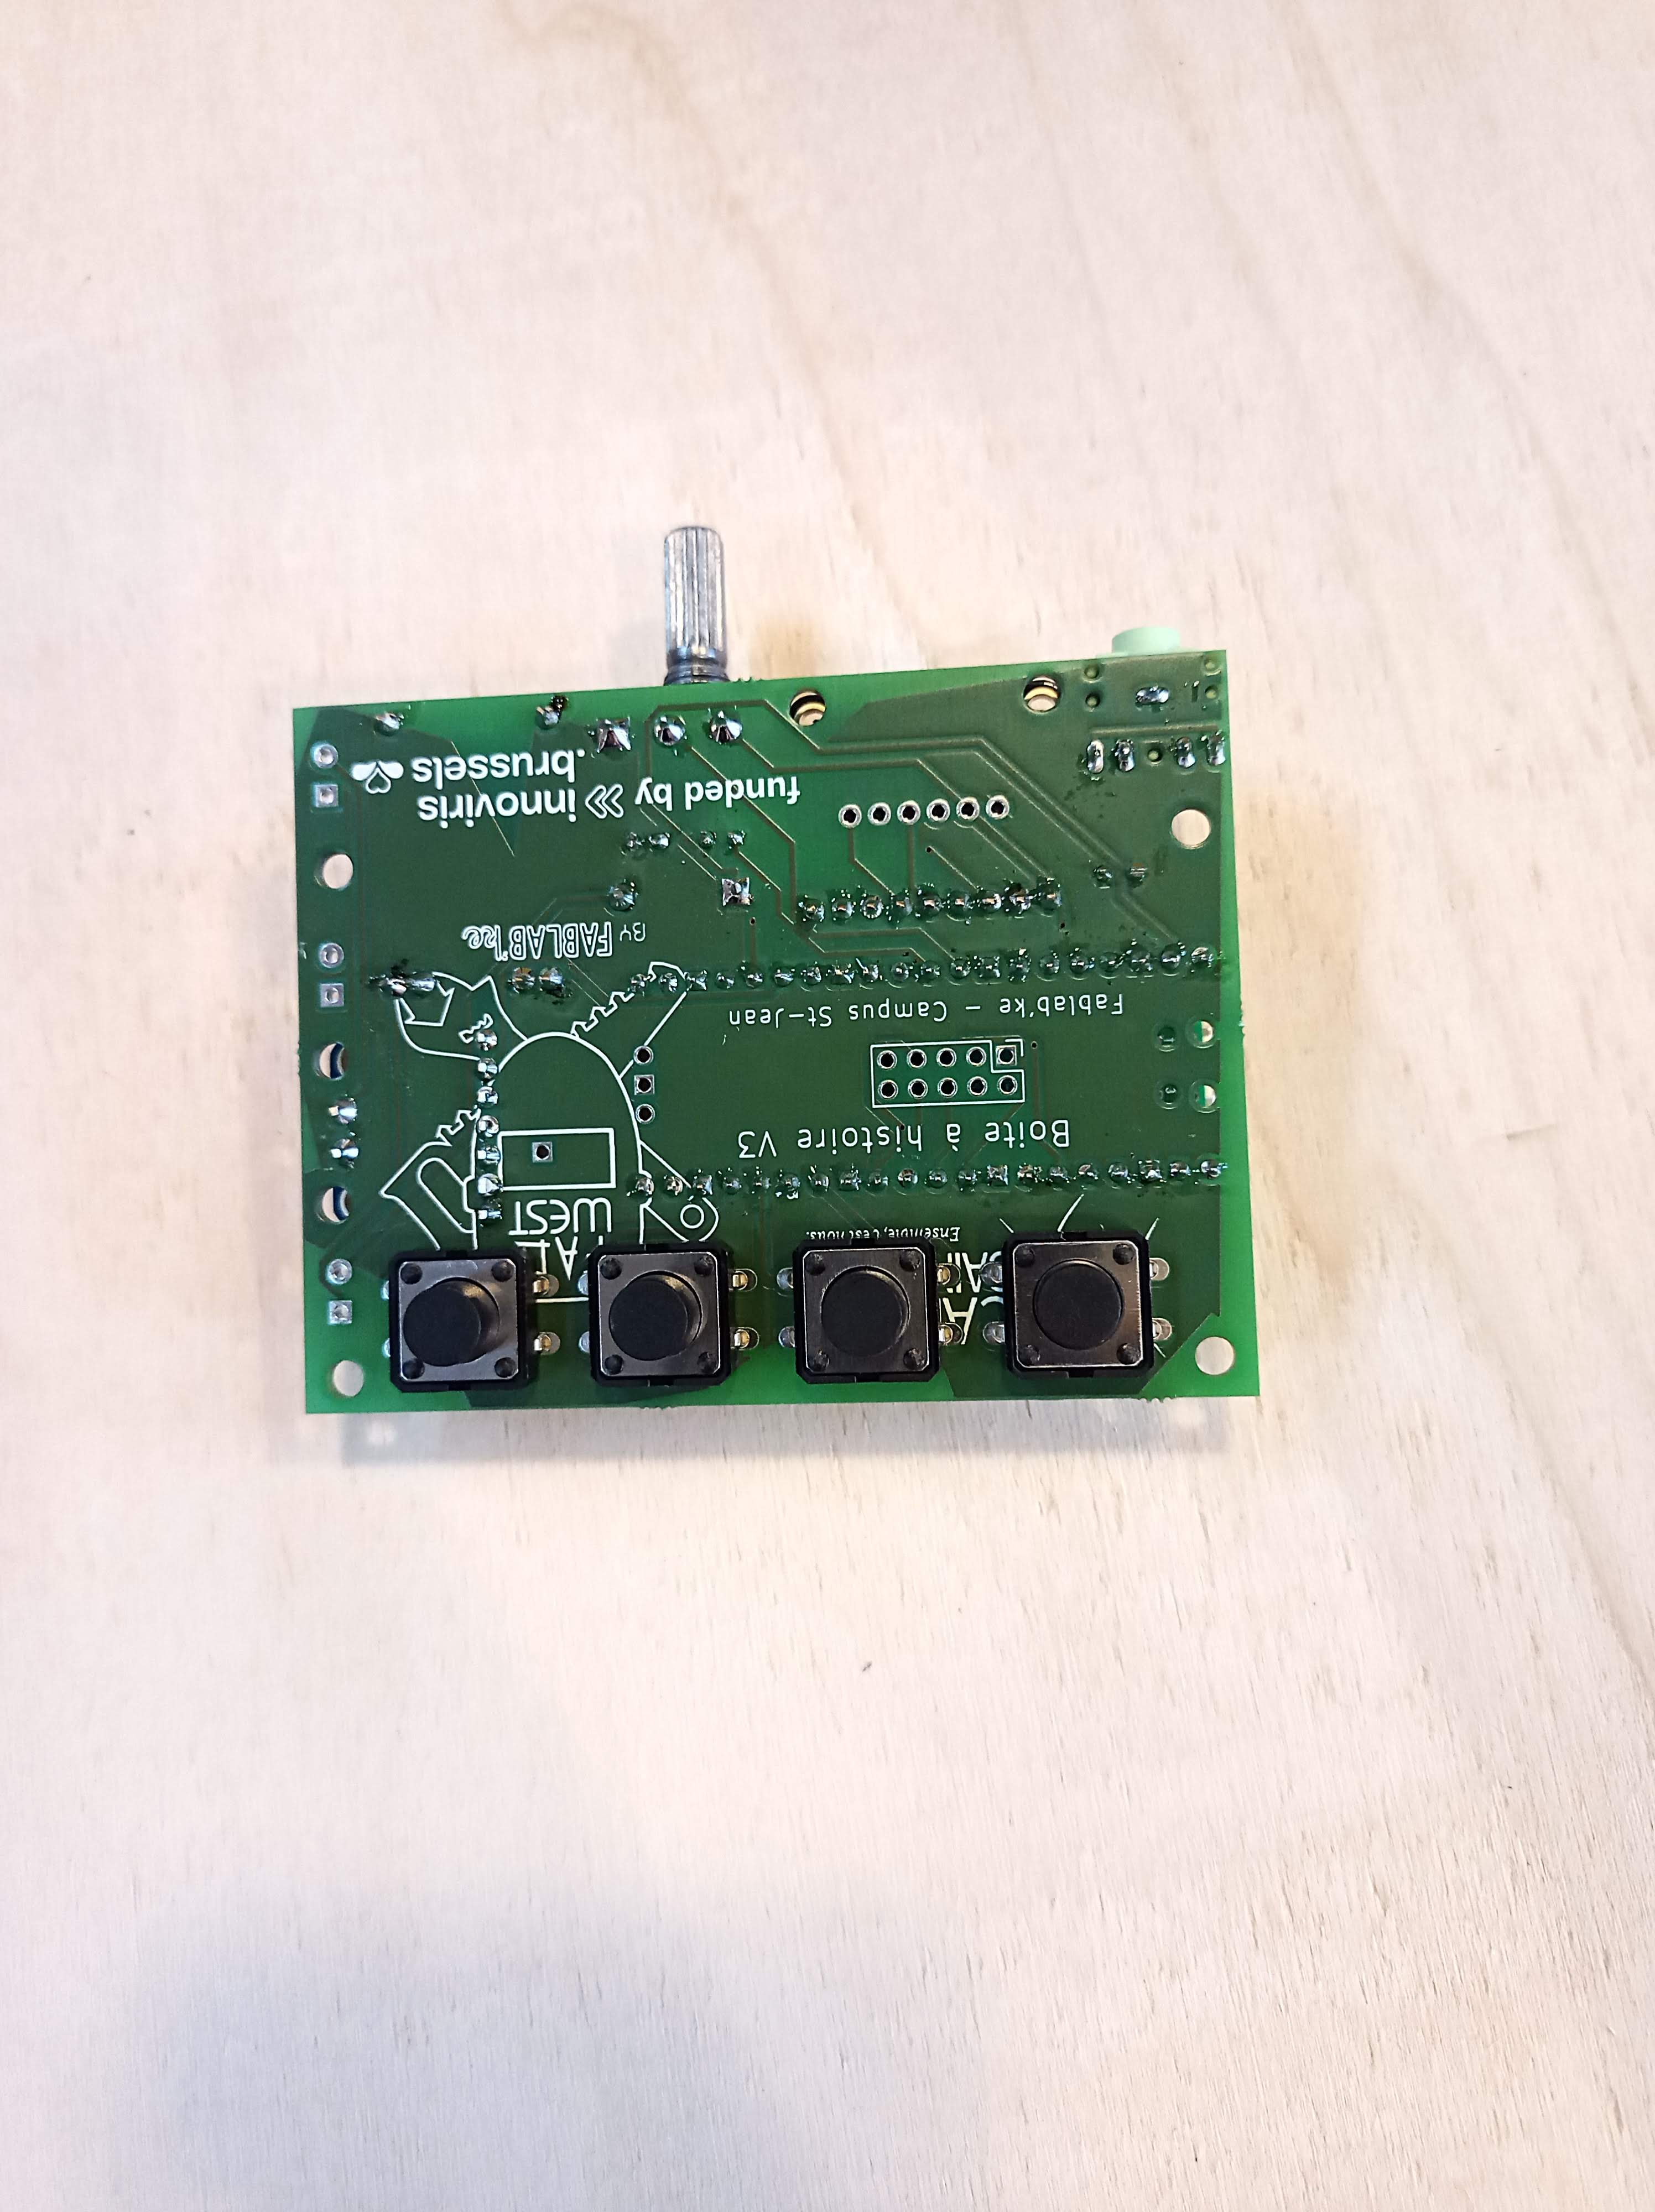 Ensemble, c'est nous.
WEST
Boite à histoire V3
Fablab'ke – Campus St-Jean
BY FABLAB'ke.
funded by innoviris
.brussels